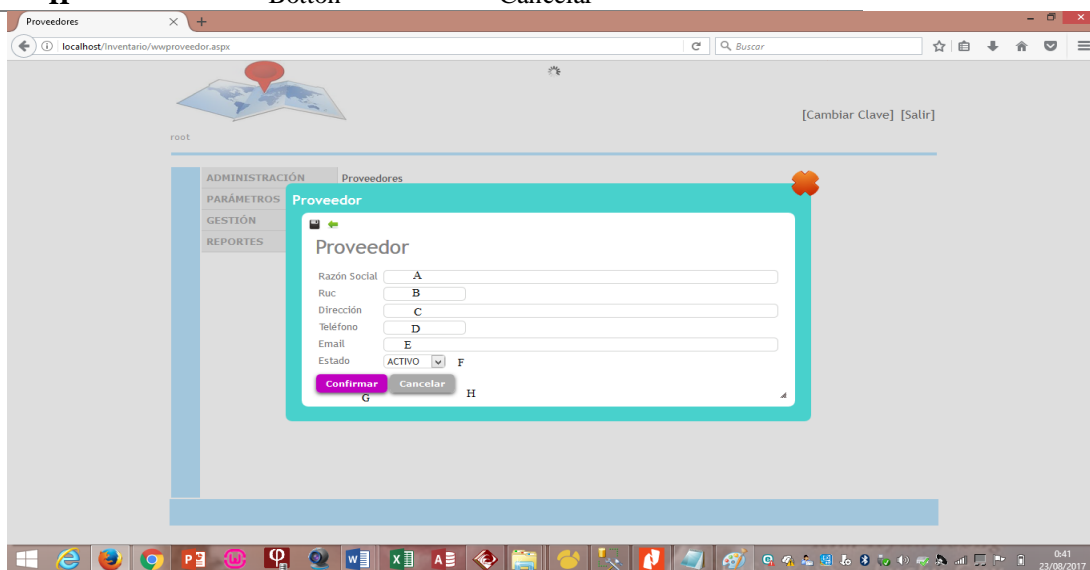 H Botton Cancelar
Proveedores
localhost/Inventario/wwproveedor.aspx
Buscar
[Cambiar Clave] [Salir]
root
ADMINISTRACIÓN
Proveedores
PARÁMETROS
Proveedor
GESTIÓN
REPORTES
Proveedor
Razón Social A
Ruc B
Dirección C
Teléfono D
Email E
Estado ACTIVO F
Confirmar Cancelar
G H
0:41
23/08/2017